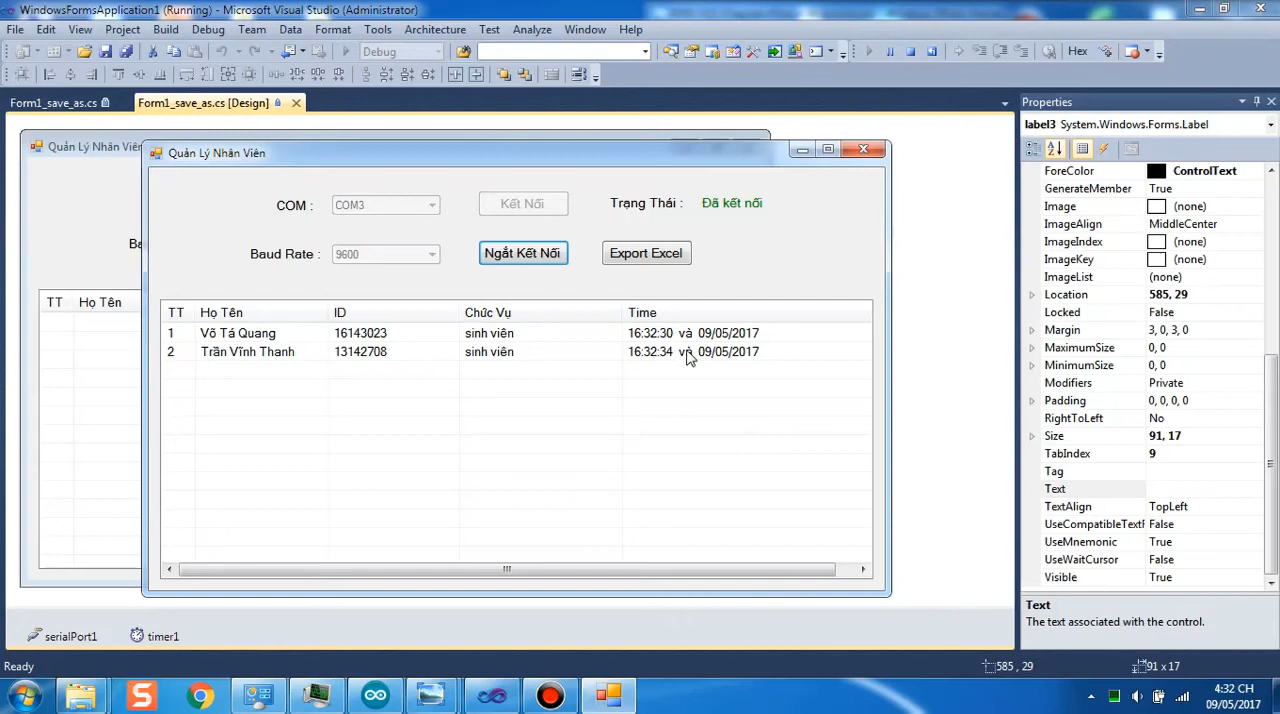 WindowsFormsApplication1 (Running) - Microsoft Visual Studio (Administrator)
File Edit View Project Build Debug Team Data Format Tools Architecture Test Analyze Window Help
Debug Hex
Form1_save_as.cs Form1_save_as.cs [Design]
Quản Lý Nhân Viên
COM : COM3 Kết Nối Trạng Thái : Đã kết nối
Baud Rate : 9600 Ngắt Kết Nối Export Excel
TT Họ Tên
TT Họ Tên ID Chức Vụ Time
1 Võ Tá Quang 16143023 sinh viên 16:32:30 và 09/05/2017
2 Trần Vĩnh Thanh 13142708 sinh viên 16:32:34 và 09/05/2017
serialPort1 timer1
Properties
label3 System.Windows.Forms.Label
ForeColor ControlText
GenerateMember True
Image (none)
ImageAlign MiddleCenter
ImageIndex (none)
ImageKey (none)
ImageList (none)
Location 585, 29
Locked False
Margin 3, 0, 3, 0
MaximumSize 0, 0
MinimumSize 0, 0
Modifiers Private
Padding 0, 0, 0, 0
RightToLeft No
Size 91, 17
TabIndex 9
Tag
Text
TextAlign TopLeft
UseCompatibleTextF False
UseMnemonic True
UseWaitCursor False
Visible True
Text
The text associated with the control.
Ready 585 , 29 91 x 17
4:32 CH
09/05/2017